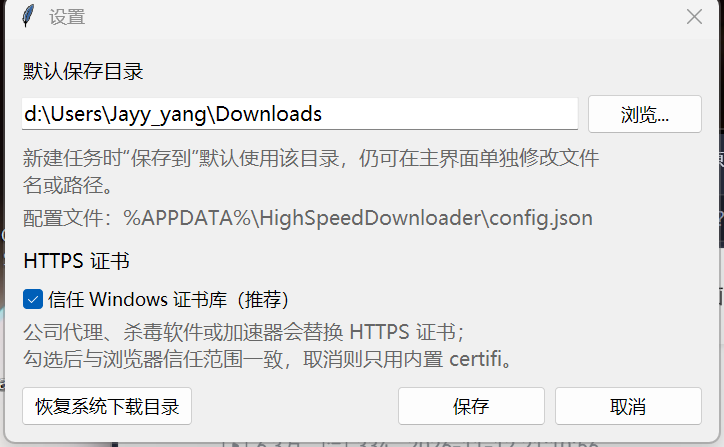 设置
默认保存目录
d:\Users\Jayy_yang\Downloads
浏览...
新建任务时“保存到”默认使用该目录，仍可在主界面单独修改文件
名或路径。
配置文件：%APPDATA%\HighSpeedDownloader\config.json
HTTPS 证书
信任 Windows 证书库（推荐）
公司代理、杀毒软件或加速器会替换 HTTPS 证书；
勾选后与浏览器信任范围一致，取消则只用内置 certifi。
恢复系统下载目录
保存
取消